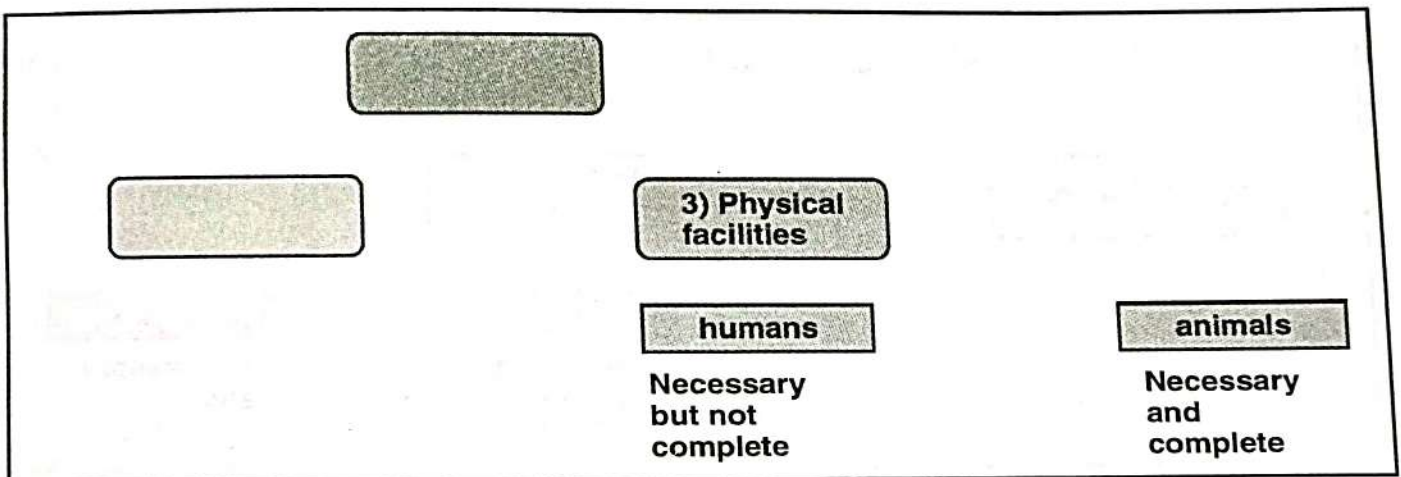 3) Physical
facilities
humans
animals
Necessary
but not
complete
Necessary
and
complete